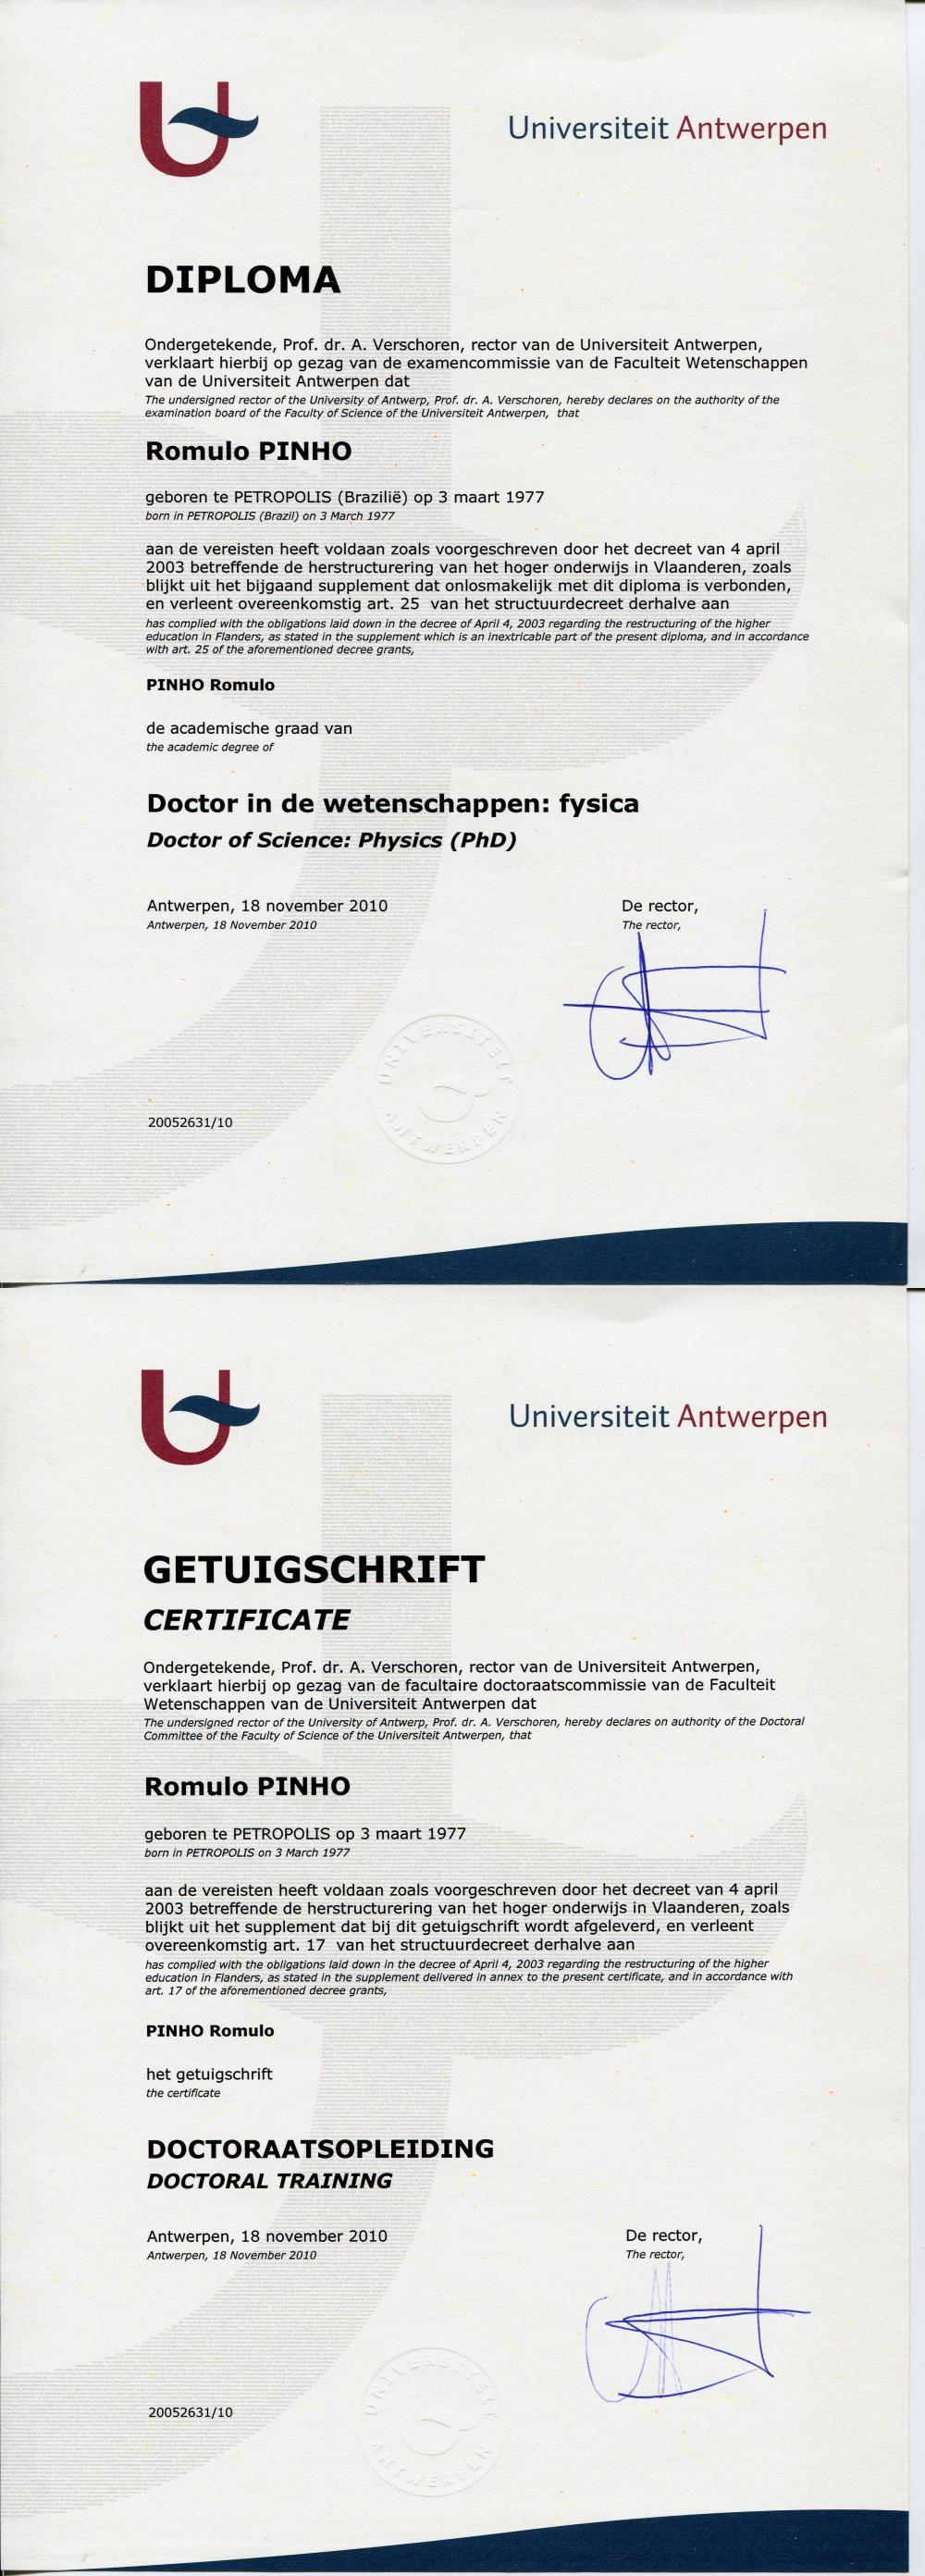 Universiteit Antwerpen
DIPLOMA
Ondergetekende, Prof. dr. A. Verschoren, rector van de Universiteit Antwerpen,
verklaart hierbij op gezag van de examencommissie van de Faculteit Wetenschappen
van de Universiteit Antwerpen dat
The undersigned rector of the University of Antwerp, Prof. dr. A. Verschoren, hereby declares on the authority of the
examination board of the Faculty of Science of the Universiteit Antwerpen, that
Romulo PINHO
geboren te PETROPOLIS (Brazilië) op 3 maart 1977
born in PETROPOLIS (Brazil) on 3 March 1977
aan de vereisten heeft voldaan zoals voorgeschreven door het decreet van 4 april
2003 betreffende de herstructurering van het hoger onderwijs in Vlaanderen, zoals
blijkt uit het bijgaand supplement dat onlosmakelijk met dit diploma is verbonden,
en verleent overeenkomstig art. 25 van het structuurdecreet derhalve aan
has complied with the obligations laid down in the decree of April 4, 2003 regarding the restructuring of the higher
education in Flanders, as stated in the supplement which is an inextricable part of the present diploma, and in accordance
with art. 25 of the aforementioned decree grants,
PINHO Romulo
de academische graad van
the academic degree of
Doctor in de wetenschappen: fysica
Doctor of Science: Physics (PhD)
Antwerpen, 18 november 2010
De rector,
Antwerpen, 18 November 2010
The rector,
UNIVERSITEIT
ANTWERPEN
20052631/10
Universiteit Antwerpen
GETUIGSCHRIFT
CERTIFICATE
Ondergetekende, Prof. dr. A. Verschoren, rector van de Universiteit Antwerpen,
verklaart hierbij op gezag van de facultaire doctoraatscommissie van de Faculteit
Wetenschappen van de Universiteit Antwerpen dat
The undersigned rector of the University of Antwerp, Prof. dr. A. Verschoren, hereby declares on authority of the Doctoral
Committee of the Faculty of Science of the Universiteit Antwerpen, that
Romulo PINHO
geboren te PETROPOLIS op 3 maart 1977
born in PETROPOLIS on 3 March 1977
aan de vereisten heeft voldaan zoals voorgeschreven door het decreet van 4 april
2003 betreffende de herstructurering van het hoger onderwijs in Vlaanderen, zoals
blijkt uit het supplement dat bij dit getuigschrift wordt afgeleverd, en verleent
overeenkomstig art. 17 van het structuurdecreet derhalve aan
has complied with the obligations laid down in the decree of April 4, 2003 regarding the restructuring of the higher
education in Flanders, as stated in the supplement delivered in annex to the present certificate, and in accordance with
art. 17 of the aforementioned decree grants,
PINHO Romulo
het getuigschrift
the certificate
DOCTORAATSOPLEIDING
DOCTORAL TRAINING
Antwerpen, 18 november 2010
De rector,
Antwerpen, 18 November 2010
The rector,
20052631/10